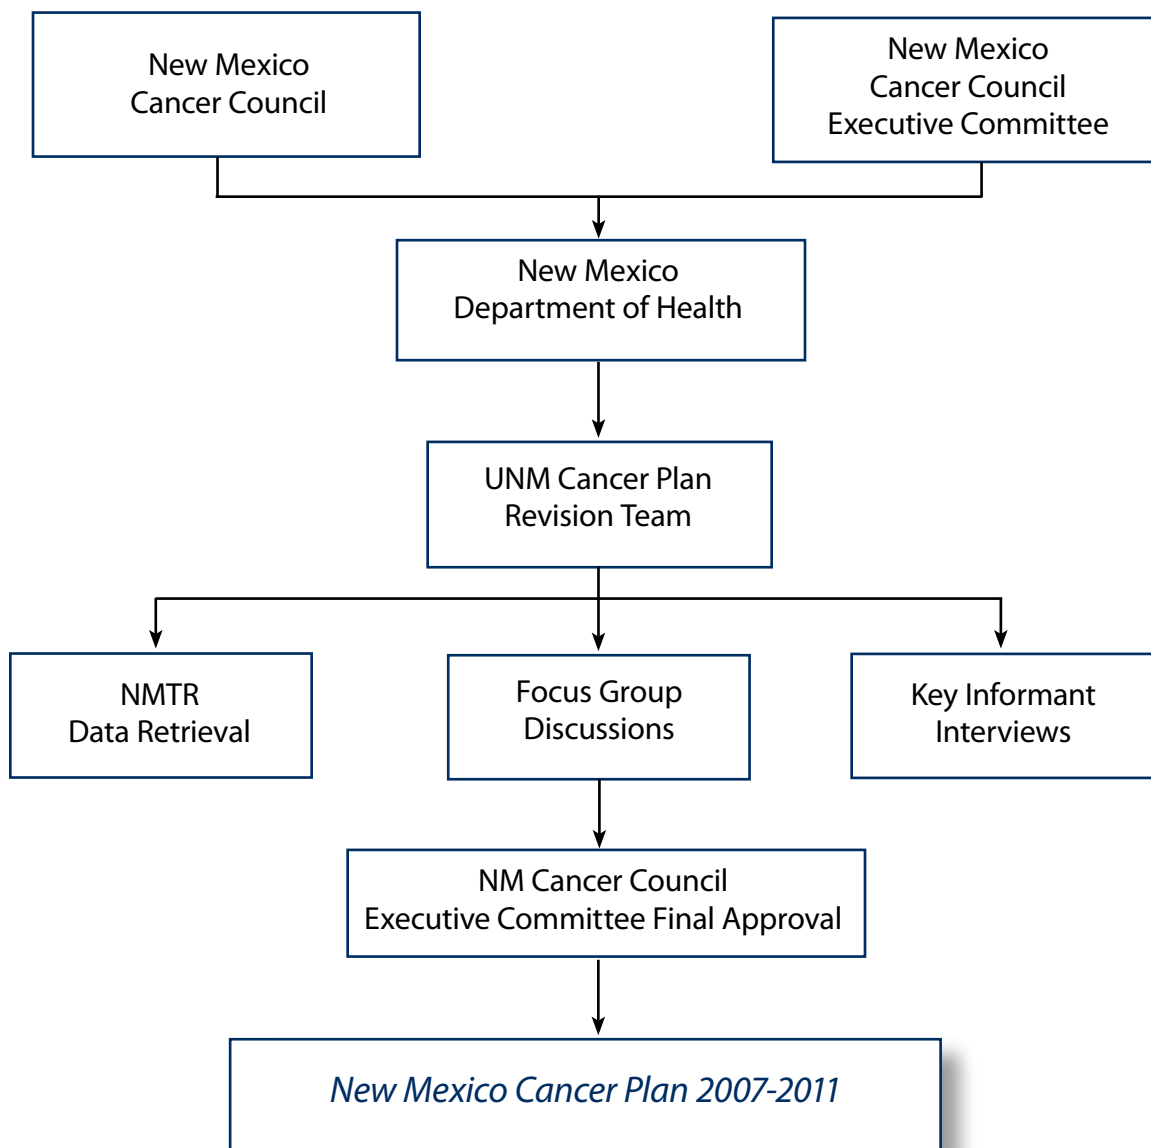 New Mexico
Cancer Council
New Mexico
Cancer Council
Executive Committee
New Mexico
Department of Health
UNM Cancer Plan
Revision Team
NMTR
Data Retrieval
Focus Group
Discussions
Key Informant
Interviews
NM Cancer Council
Executive Committee Final Approval
New Mexico Cancer Plan 2007-2011